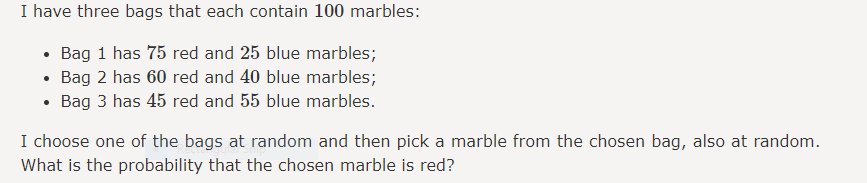 I have three bags that each contain 100 marbles:
• Bag 1 has 75 red and 25 blue marbles;
• Bag 2 has 60 red and 40 blue marbles;
• Bag 3 has 45 red and 55 blue marbles.
I choose one of the bags at random and then pick a marble from the chosen bag, also at random.
What is the probability that the chosen marble is red?